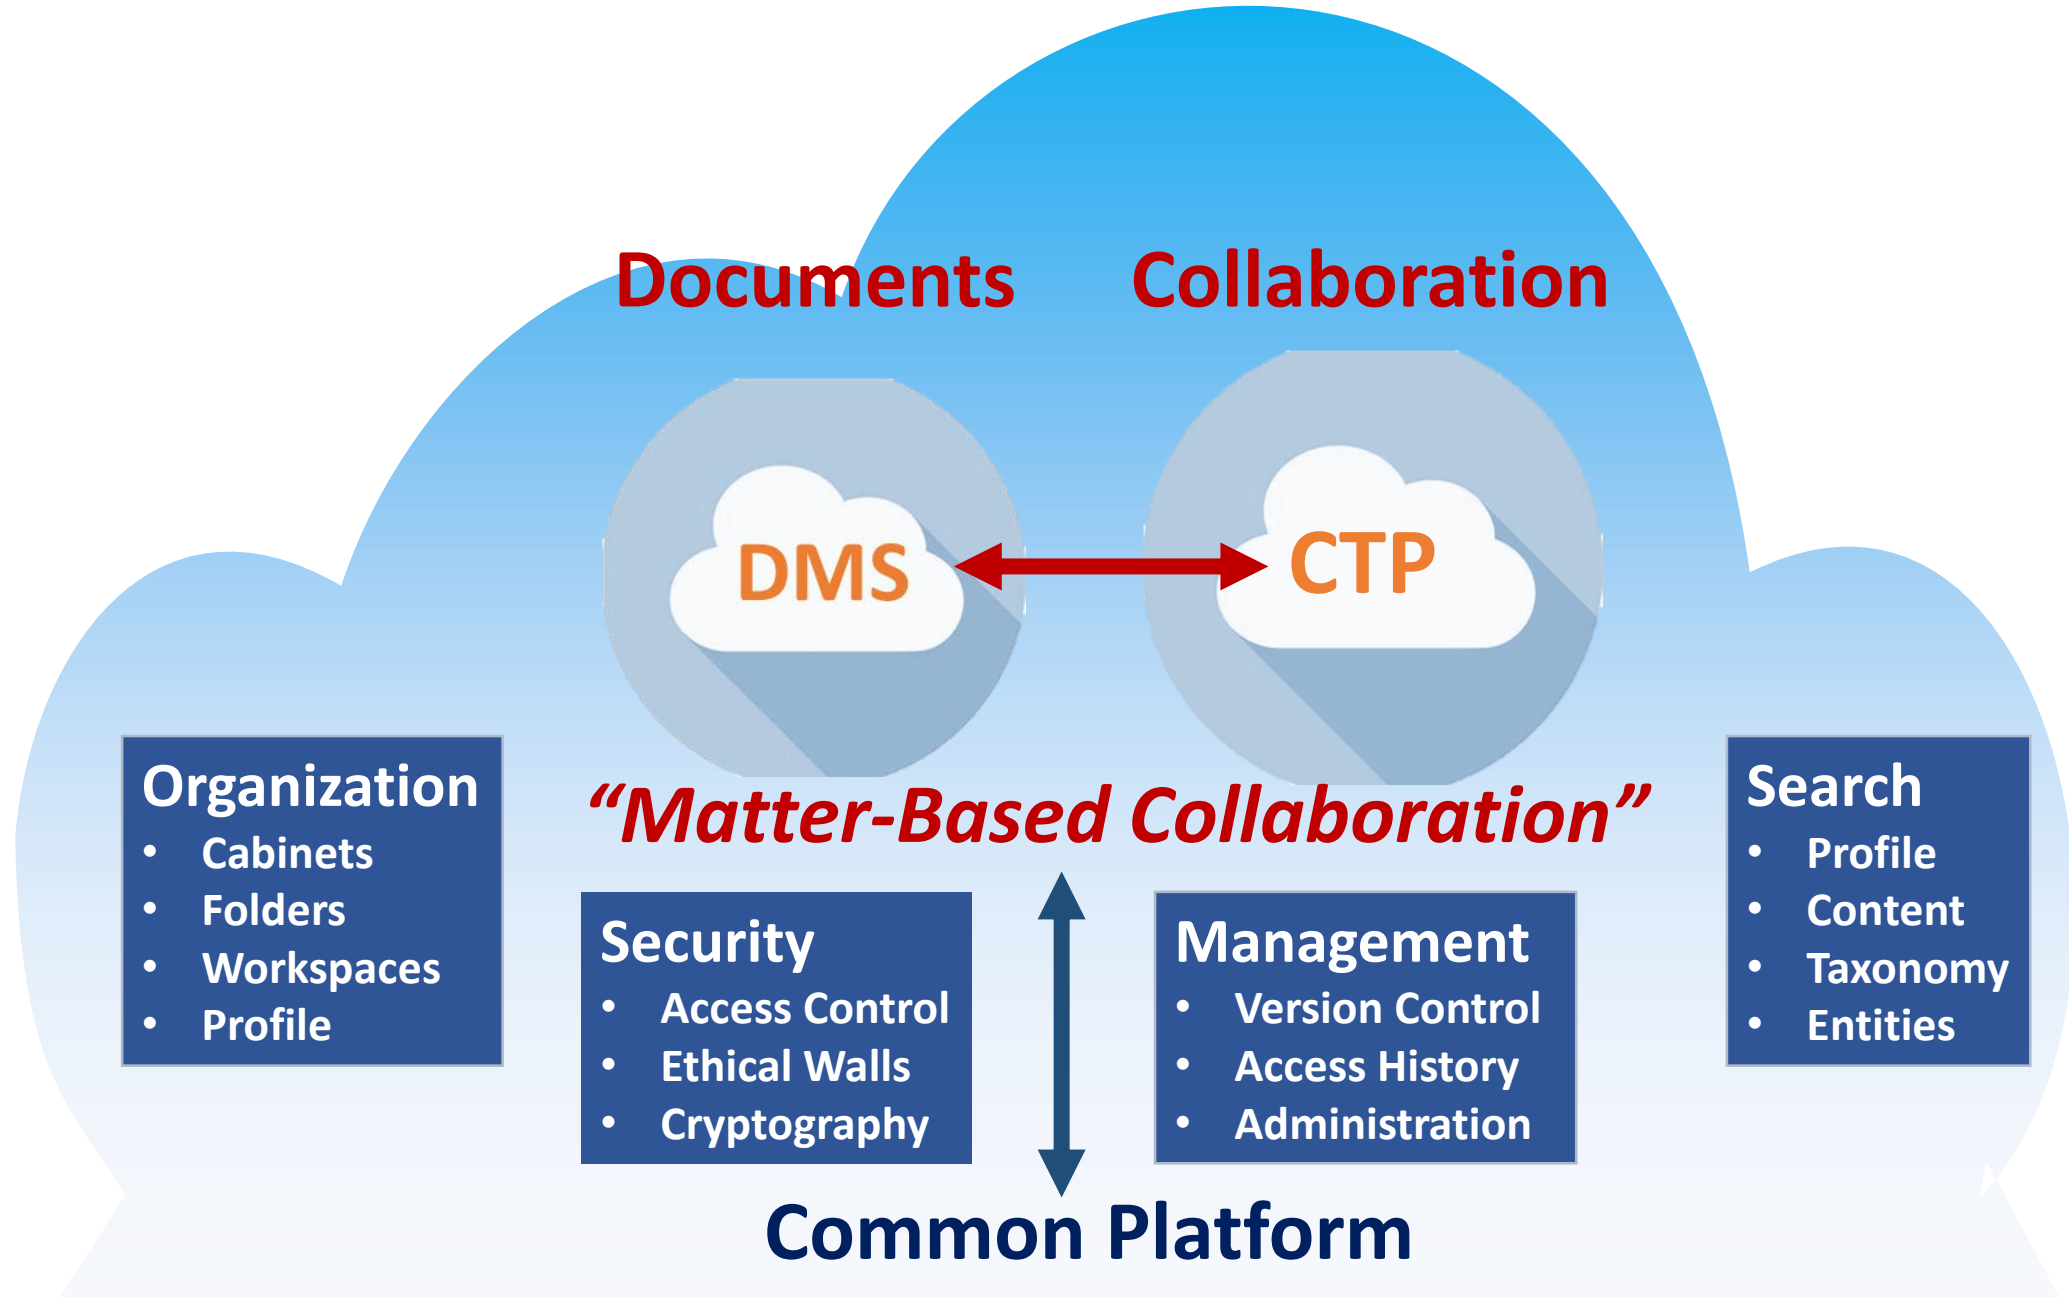 Documents
Collaboration
DMS
CTP
“Matter-Based Collaboration”
Organization
• Cabinets
• Folders
• Workspaces
• Profile
Security
• Access Control
• Ethical Walls
• Cryptography
Management
• Version Control
• Access History
• Administration
Search
• Profile
• Content
• Taxonomy
• Entities
Common Platform